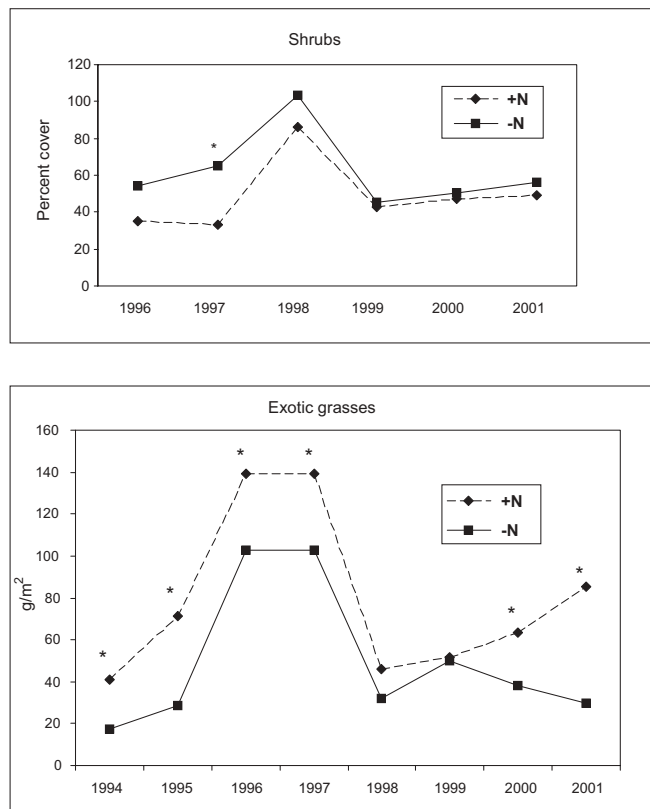 Shrubs
120
100
80
60
40
20
0
Percent cover
+N
-N
*
1996 1997 1998 1999 2000 2001
Exotic grasses
160
140
120
100
80
60
40
20
0
g/m²
+N
-N
* * * * * *
1994 1995 1996 1997 1998 1999 2000 2001